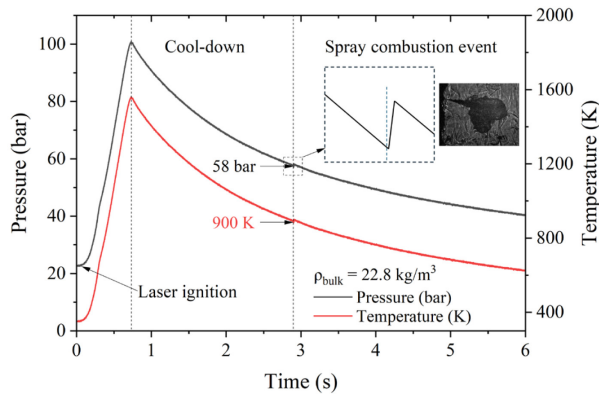 Cool-down
Spray combustion event
58 bar
900 K
Laser ignition
ρbulk = 22.8 kg/m³
Pressure (bar)
Temperature (K)
Pressure (bar)
100
80
60
40
20
0
Temperature (K)
2000
1600
1200
800
400
0
1
2
3
4
5
6
Time (s)